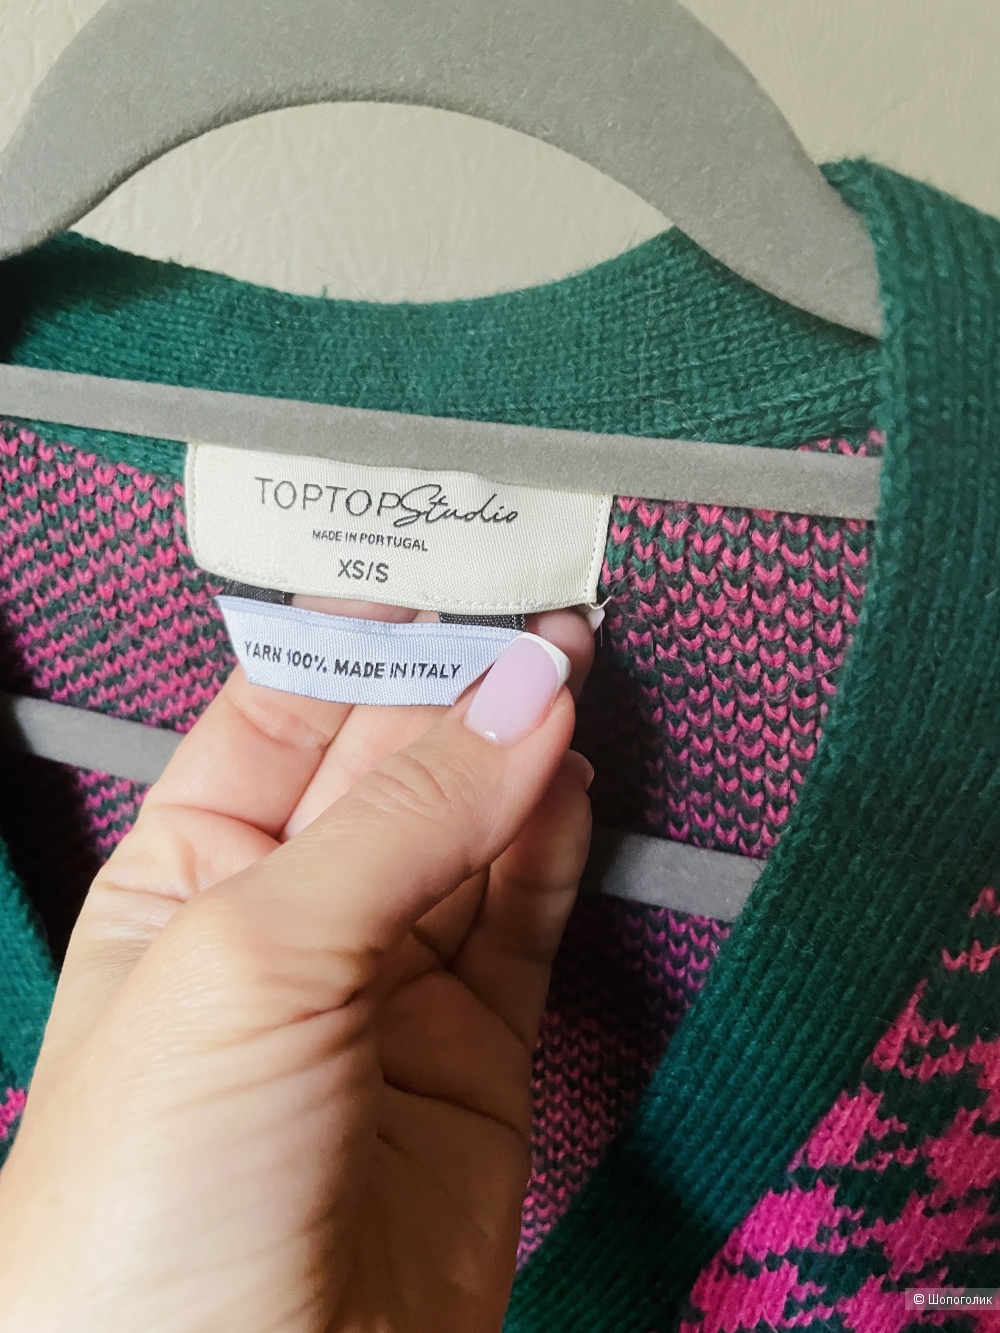 TOPTOPStudio
MADE IN PORTUGAL
XS/S
YARN 100% MADE IN ITALY
© Шопоголик